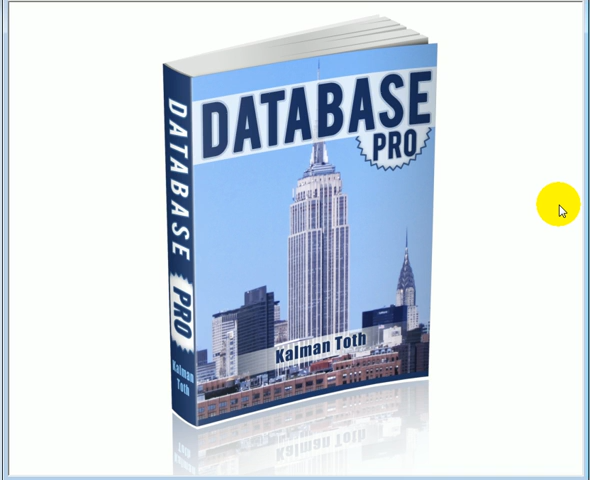 DATABASE
PRO
Kalman Toth
DATABASE PRO
Kalman
Toth